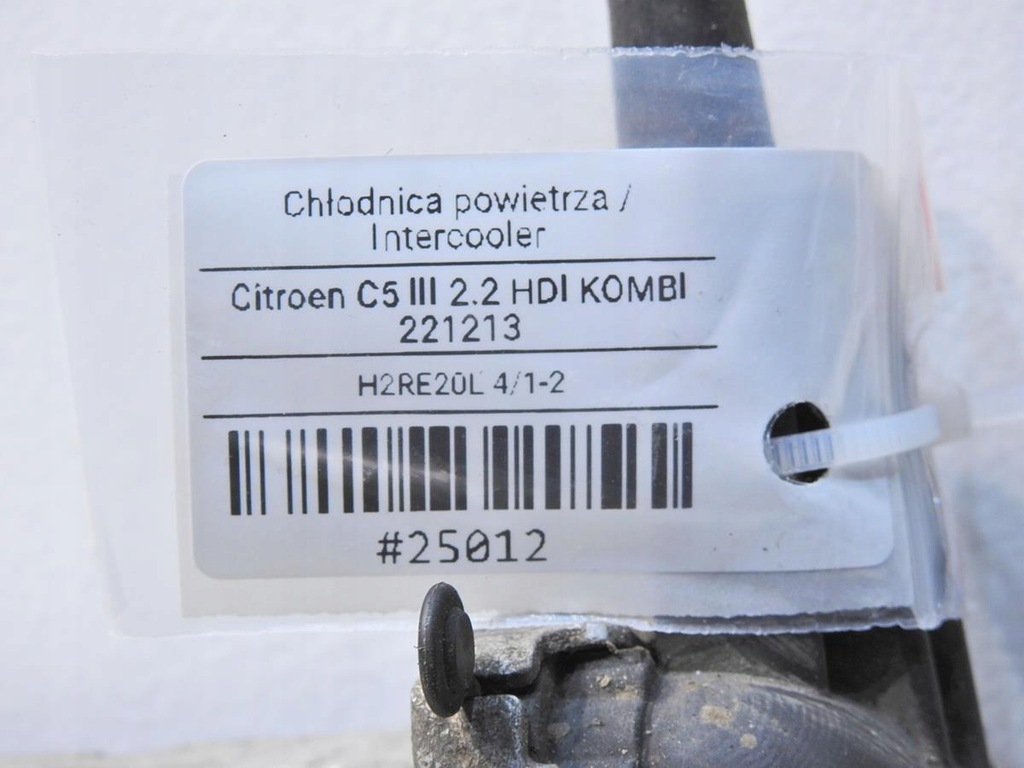 Chłodnica powietrza /
Intercooler
Citroen C5 III 2.2 HDI KOMBI
221213
H2RE20L 4/1-2
#25012